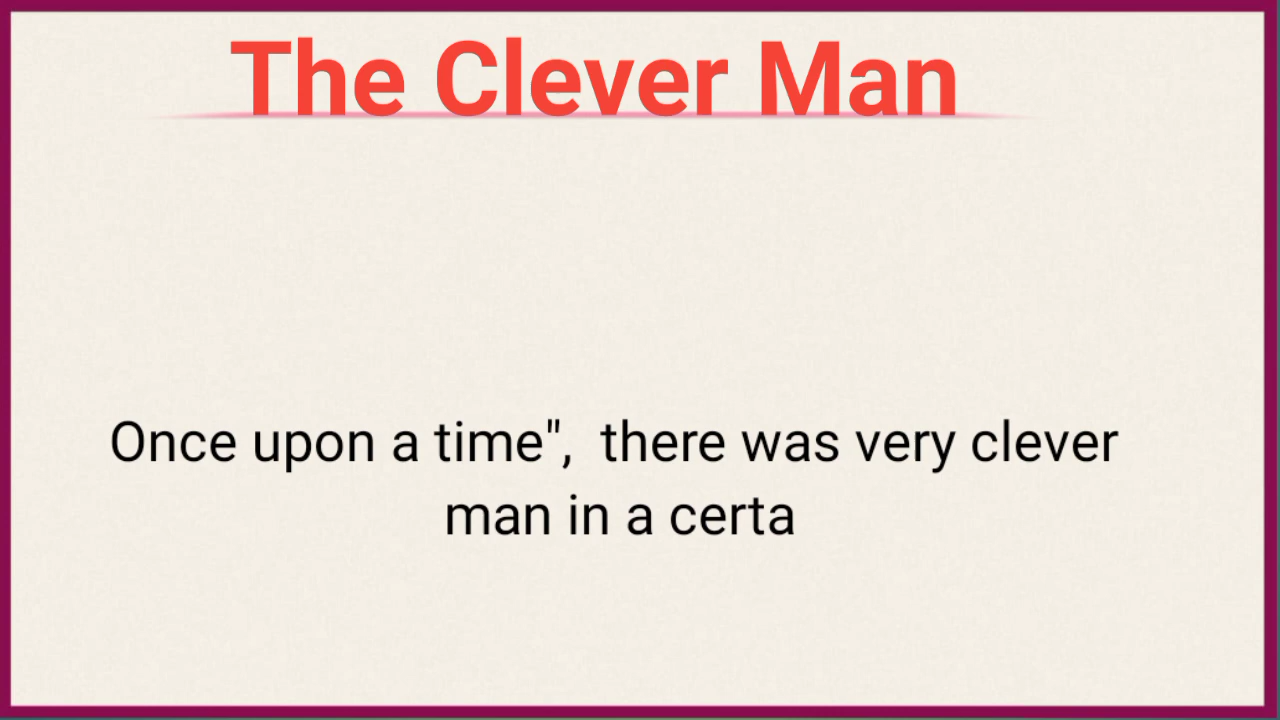 The Clever Man
Once upon a time",  there was very clever
man in a certa